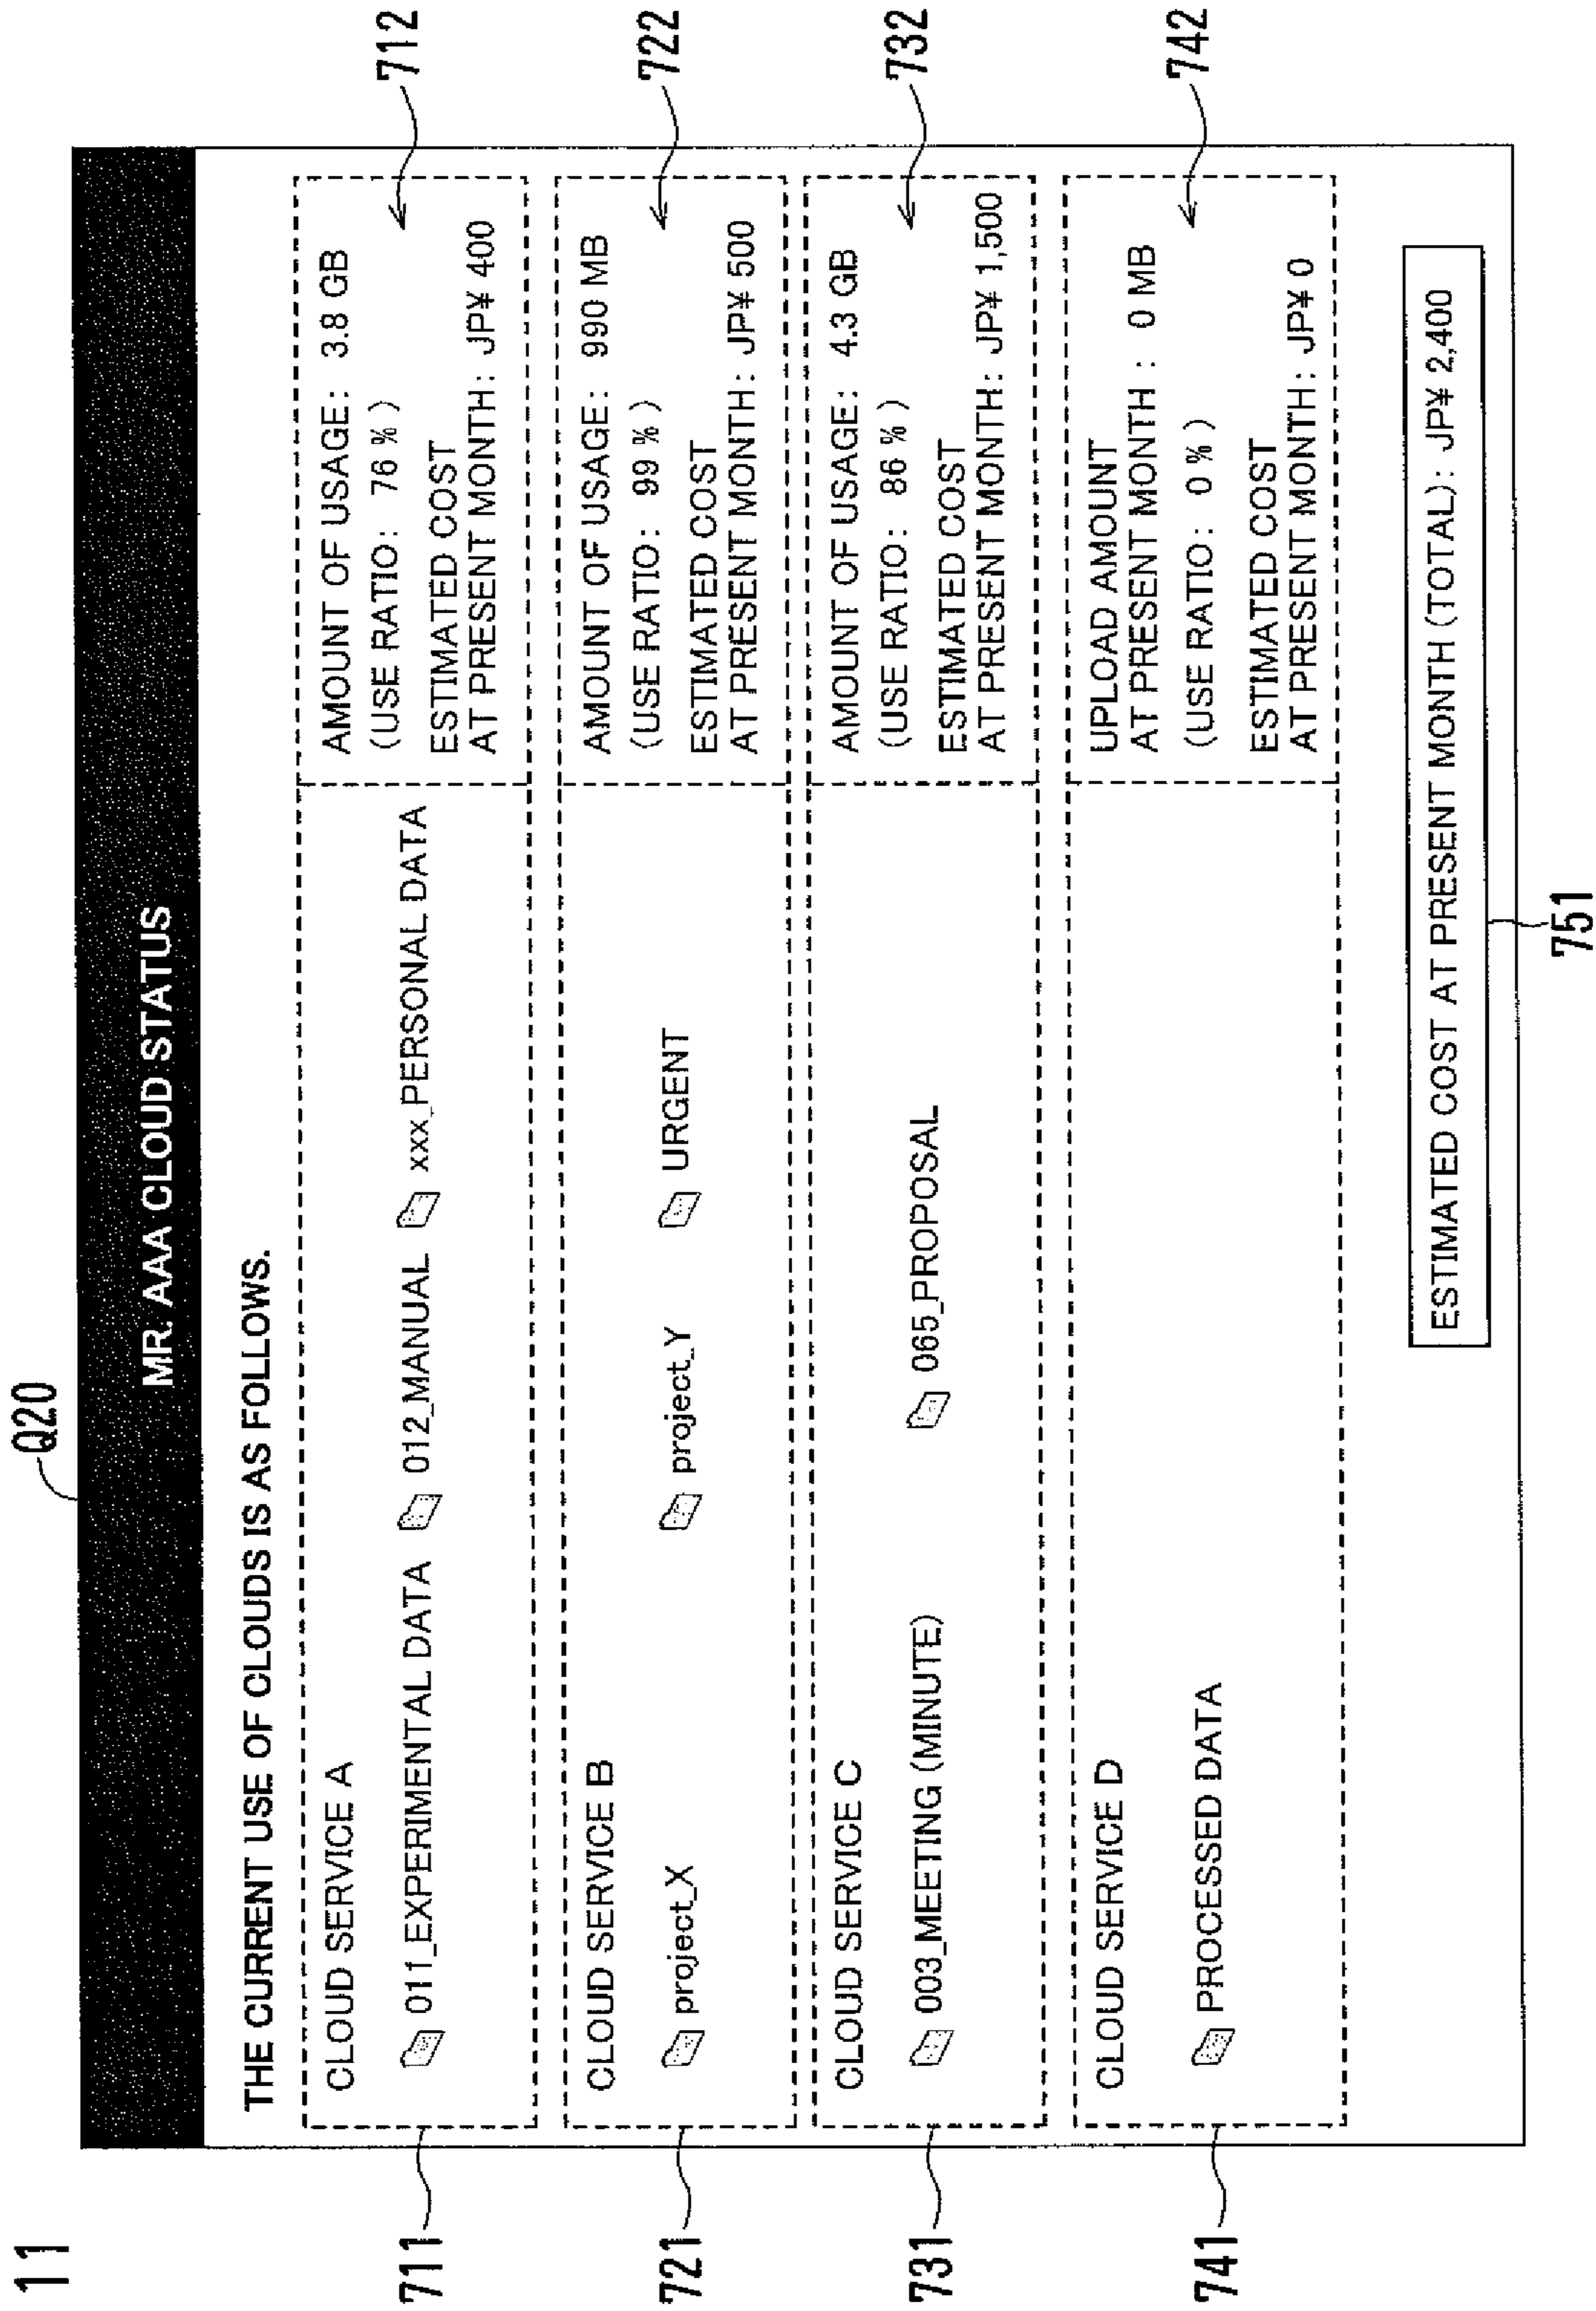 11
Q20
MR. AAA CLOUD STATUS
THE CURRENT USE OF CLOUDS IS AS FOLLOWS.
711
CLOUD SERVICE A
011_EXPERIMENTAL DATA
012_MANUAL
xxx_PERSONAL DATA
AMOUNT OF USAGE: 3.8 GB
(USE RATIO: 76 %)
ESTIMATED COST
AT PRESENT MONTH: JP¥ 400
712
721
CLOUD SERVICE B
project_X
project_Y
URGENT
AMOUNT OF USAGE: 990 MB
(USE RATIO: 99 %)
ESTIMATED COST
AT PRESENT MONTH: JP¥ 500
722
731
CLOUD SERVICE C
003_MEETING (MINUTE)
065_PROPOSAL
AMOUNT OF USAGE: 4.3 GB
(USE RATIO: 86 %)
ESTIMATED COST
AT PRESENT MONTH: JP¥ 1,500
732
741
CLOUD SERVICE D
PROCESSED DATA
UPLOAD AMOUNT
AT PRESENT MONTH : 0 MB
(USE RATIO: 0 %)
ESTIMATED COST
AT PRESENT MONTH: JP¥ 0
742
ESTIMATED COST AT PRESENT MONTH (TOTAL): JP¥ 2,400
751